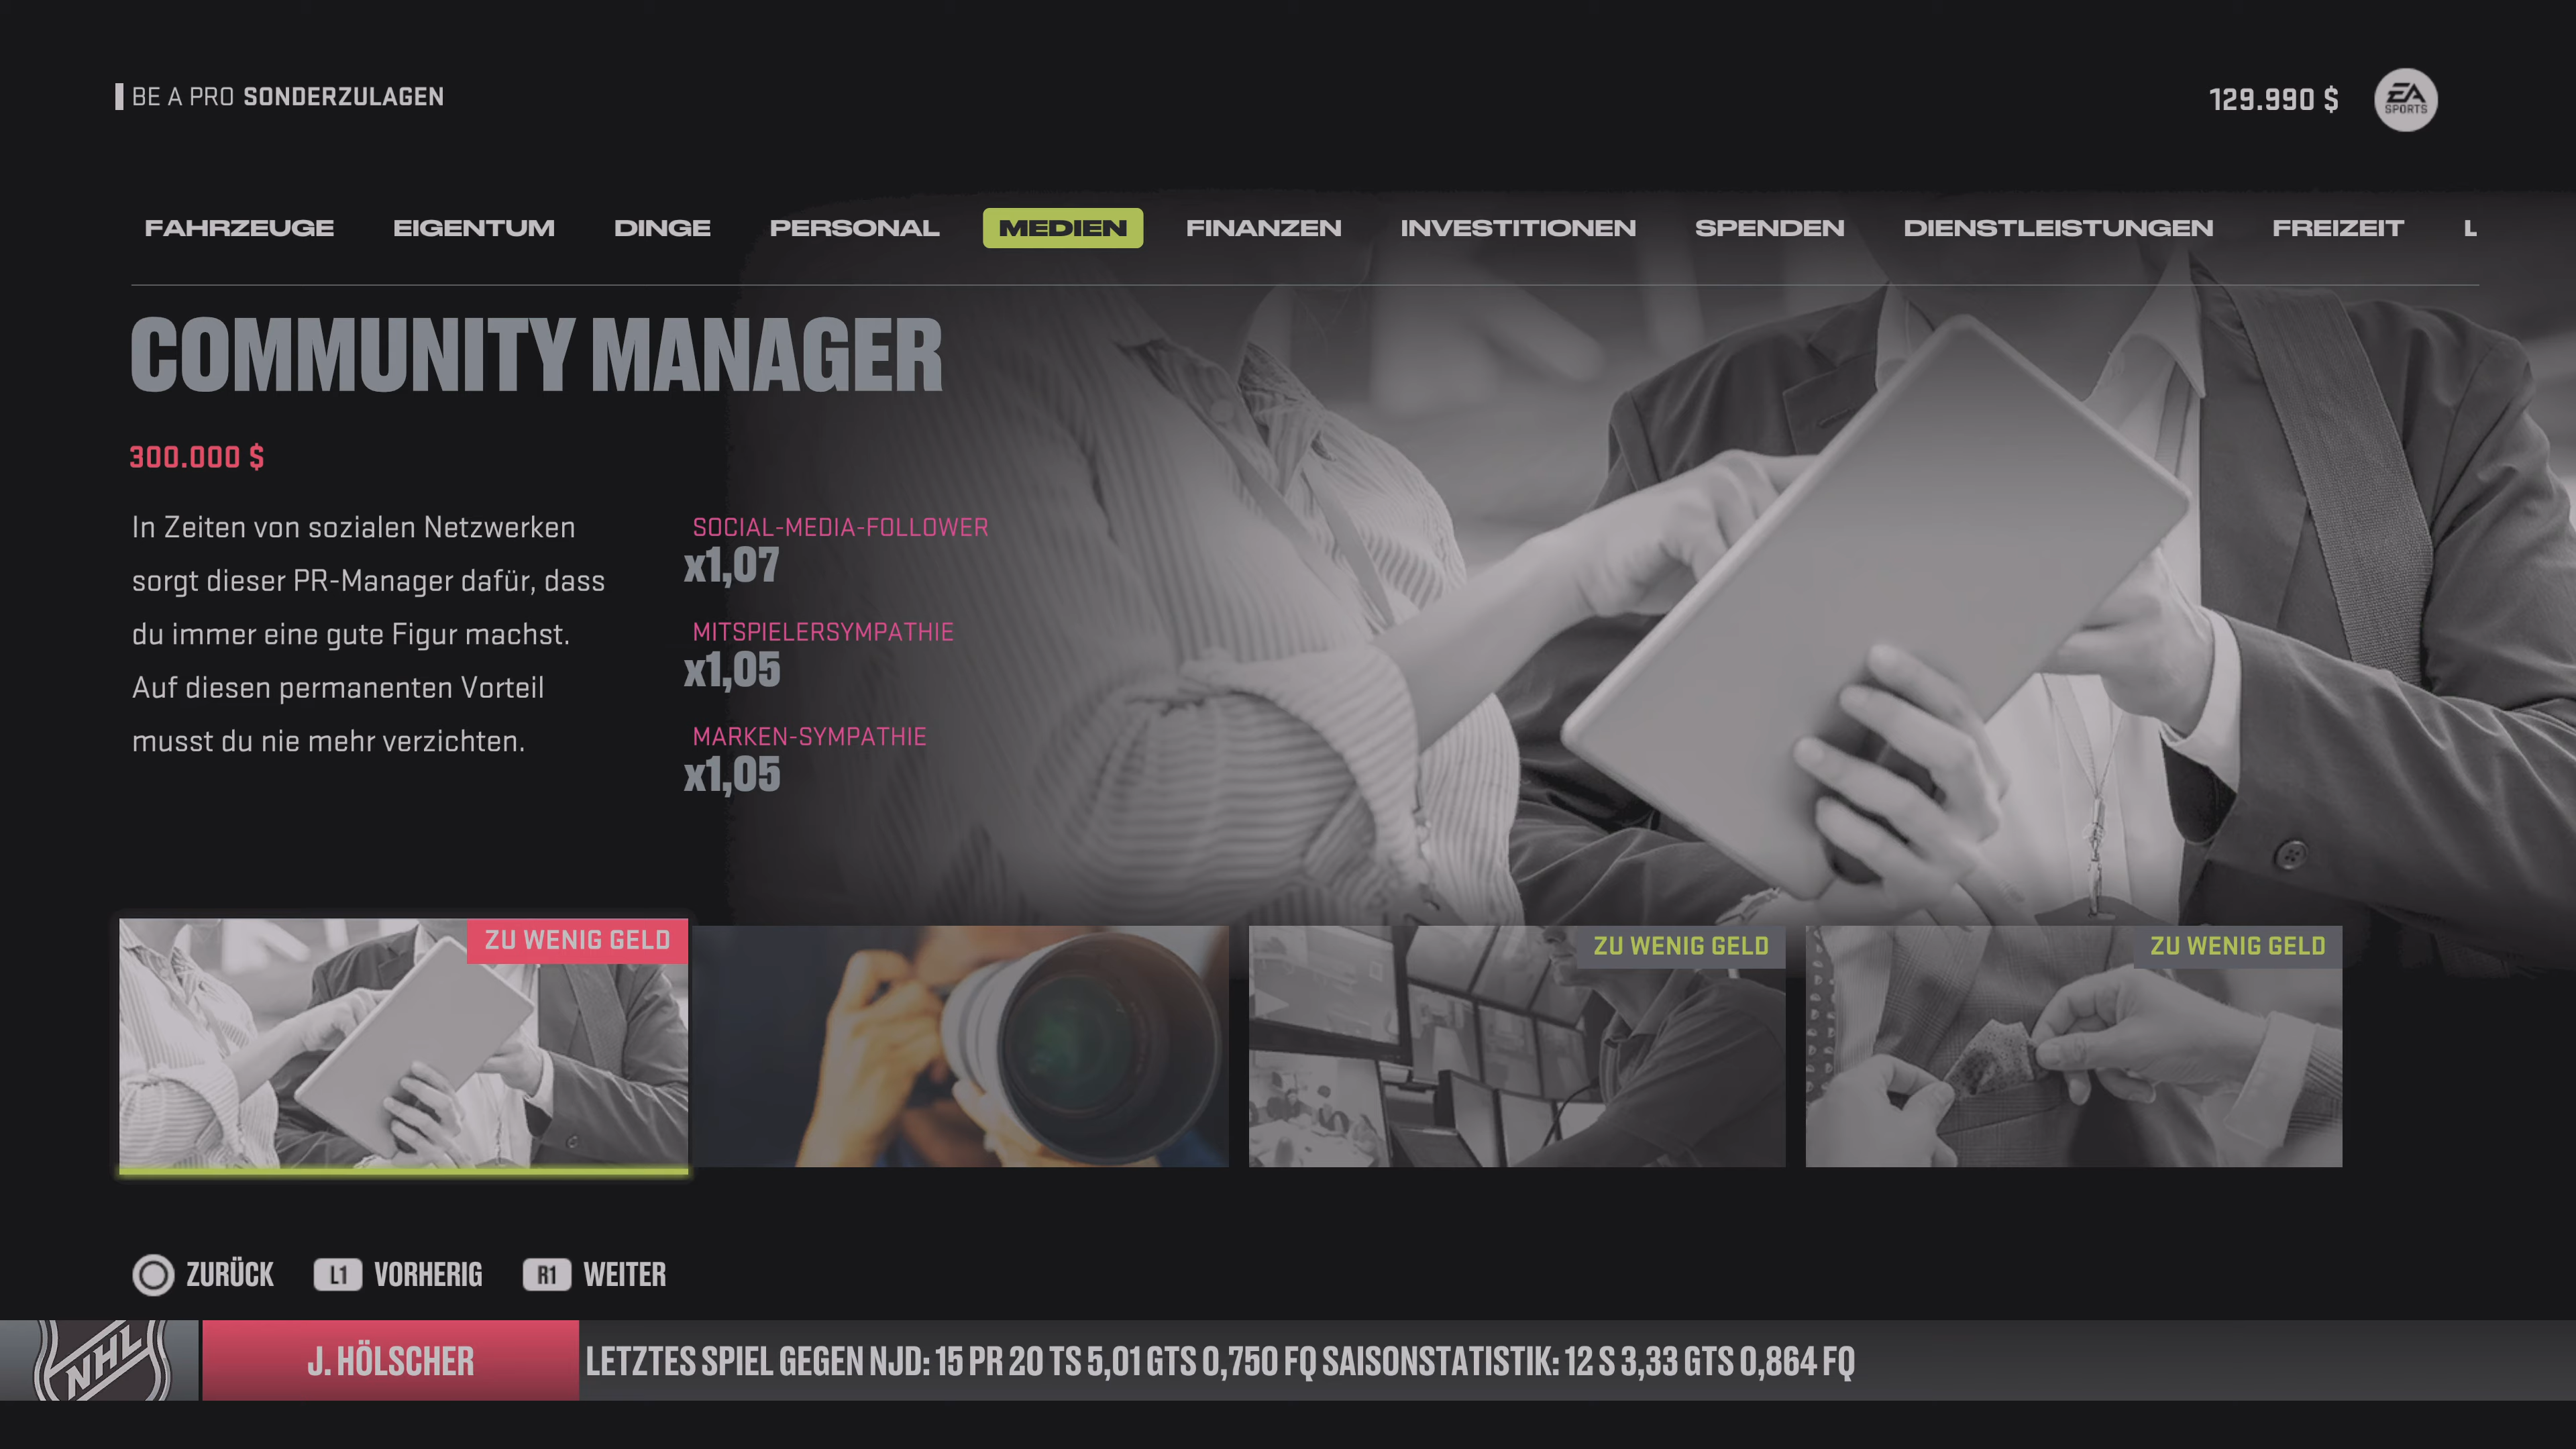 BE A PRO SONDERZULAGEN
129.990 $
EA
SPORTS
FAHRZEUGE EIGENTUM DINGE PERSONAL MEDIEN FINANZEN INVESTITIONEN SPENDEN DIENSTLEISTUNGEN FREIZEIT L
COMMUNITY MANAGER
300.000 $
In Zeiten von sozialen Netzwerken
sorgt dieser PR-Manager dafür, dass
du immer eine gute Figur machst.
Auf diesen permanenten Vorteil
musst du nie mehr verzichten.
SOCIAL-MEDIA-FOLLOWER
x1,07
MITSPIELERSYMPATHIE
x1,05
MARKEN-SYMPATHIE
x1,05
ZU WENIG GELD
ZU WENIG GELD
ZU WENIG GELD
ZURÜCK L1 VORHERIG R1 WEITER
NHL
J. HÖLSCHER
LETZTES SPIEL GEGEN NJD: 15 PR 20 TS 5,01 GTS 0,750 FQ SAISONSTATISTIK: 12 S 3,33 GTS 0,864 FQ